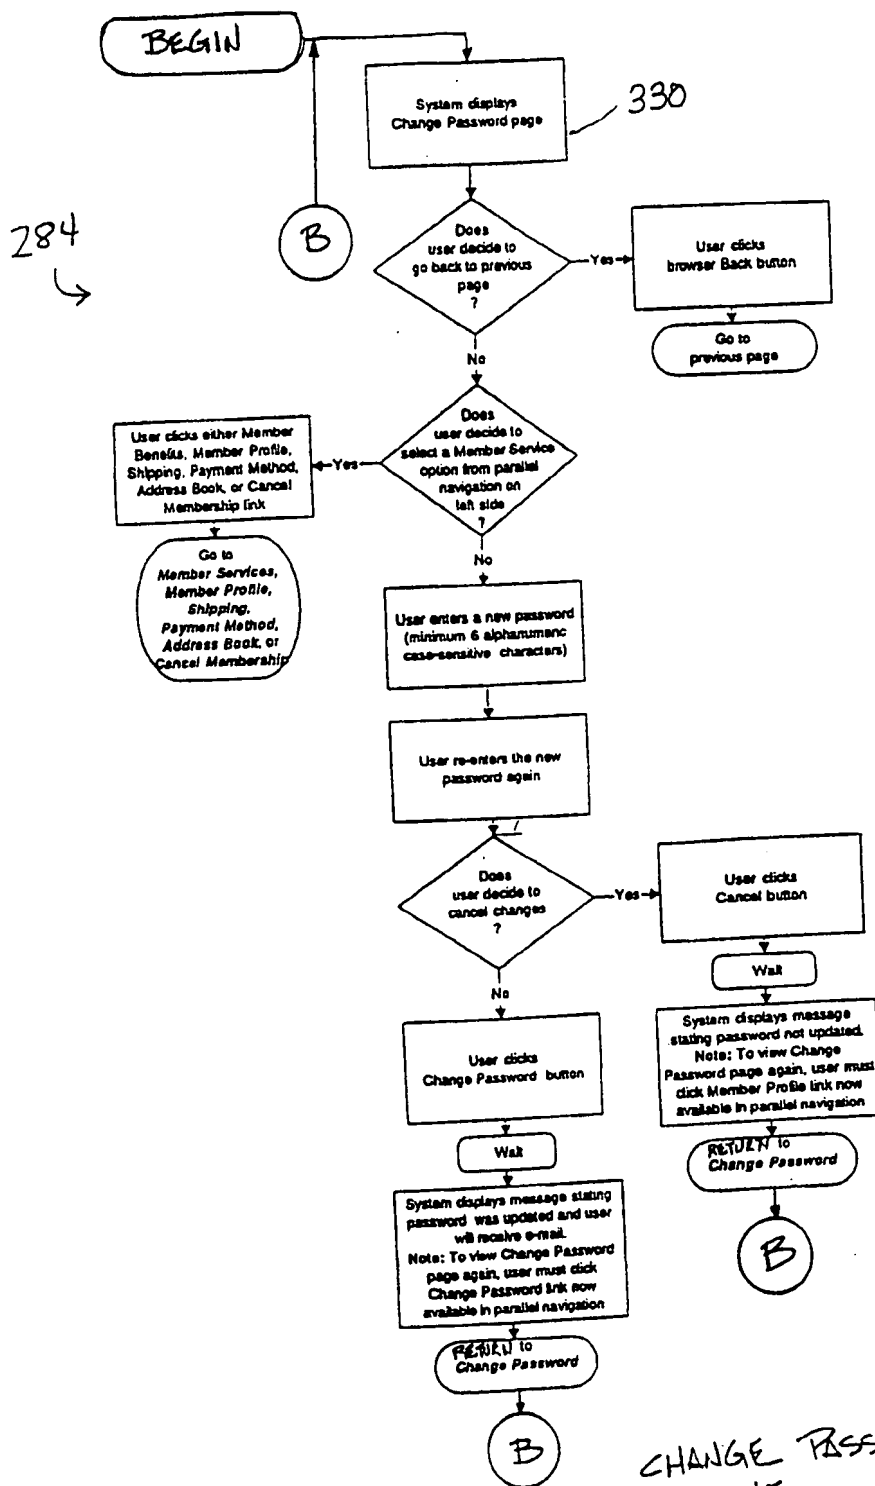 BEGIN
System displays
Change Password page
330
284
B
Does
user decide to
go back to previous
page
?
Yes
User clicks
browser Back button
Go to
previous page
No
Does
user decide to
select a Member Service
option from parallel
navigation on
left side
?
Yes
User clicks either Member
Benefits, Member Profile,
Shipping, Payment Method,
Address Book, or Cancel
Membership link
Go to
Member Services,
Member Profile,
Shipping,
Payment Method,
Address Book, or
Cancel Membership
No
User enters a new password
(minimum 6 alphanumeric
case-sensitive characters)
User re-enters the new
password again
Does
user decide to
cancel changes
?
Yes
User clicks
Cancel button
Wait
System displays message
stating password not updated.
Note: To view Change
Password page again, user must
click Member Profile link now
available in parallel navigation
RETURN to
Change Password
B
No
User clicks
Change Password button
Wait
System displays message stating
password was updated and user
will receive e-mail.
Note: To view Change Password
page again, user must click
Change Password link now
available in parallel navigation
RETURN to
Change Password
B
CHANGE PASS